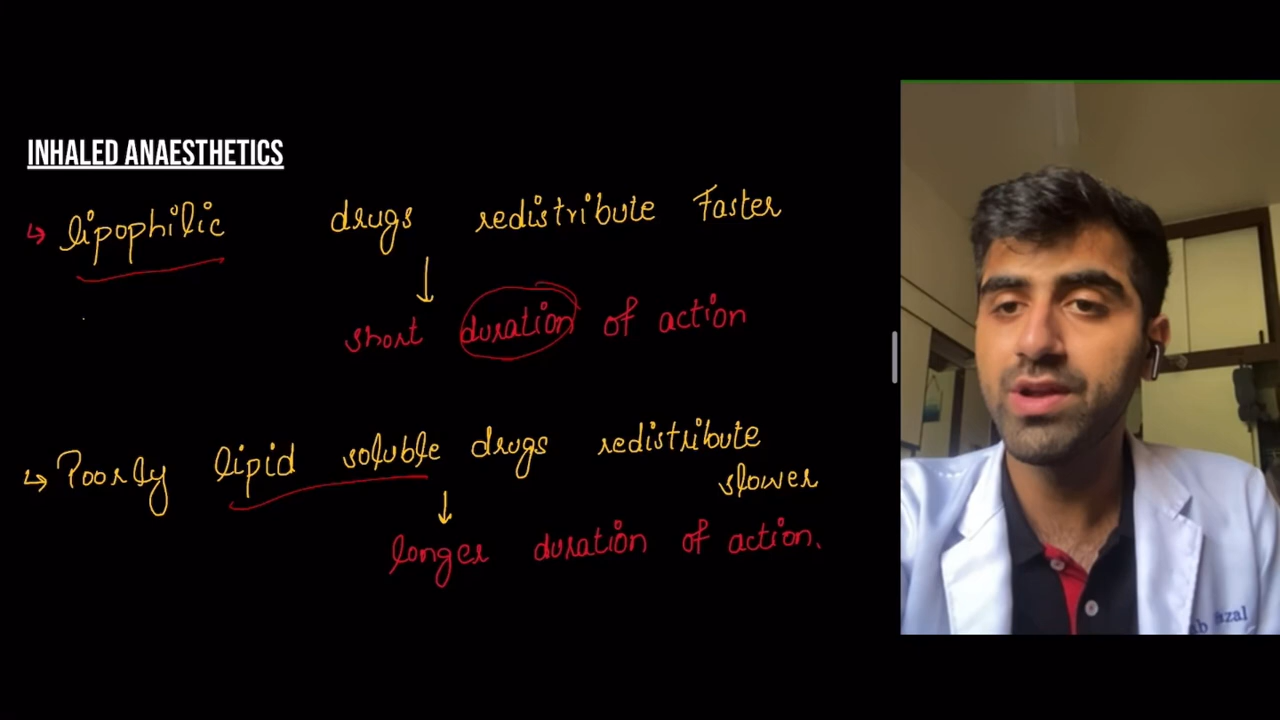 INHALED ANAESTHETICS
↳ lipophilic drugs redistribute Faster
↓
short duration of action
↳ Poorly lipid soluble drugs redistribute
slower
↓
longer duration of action.